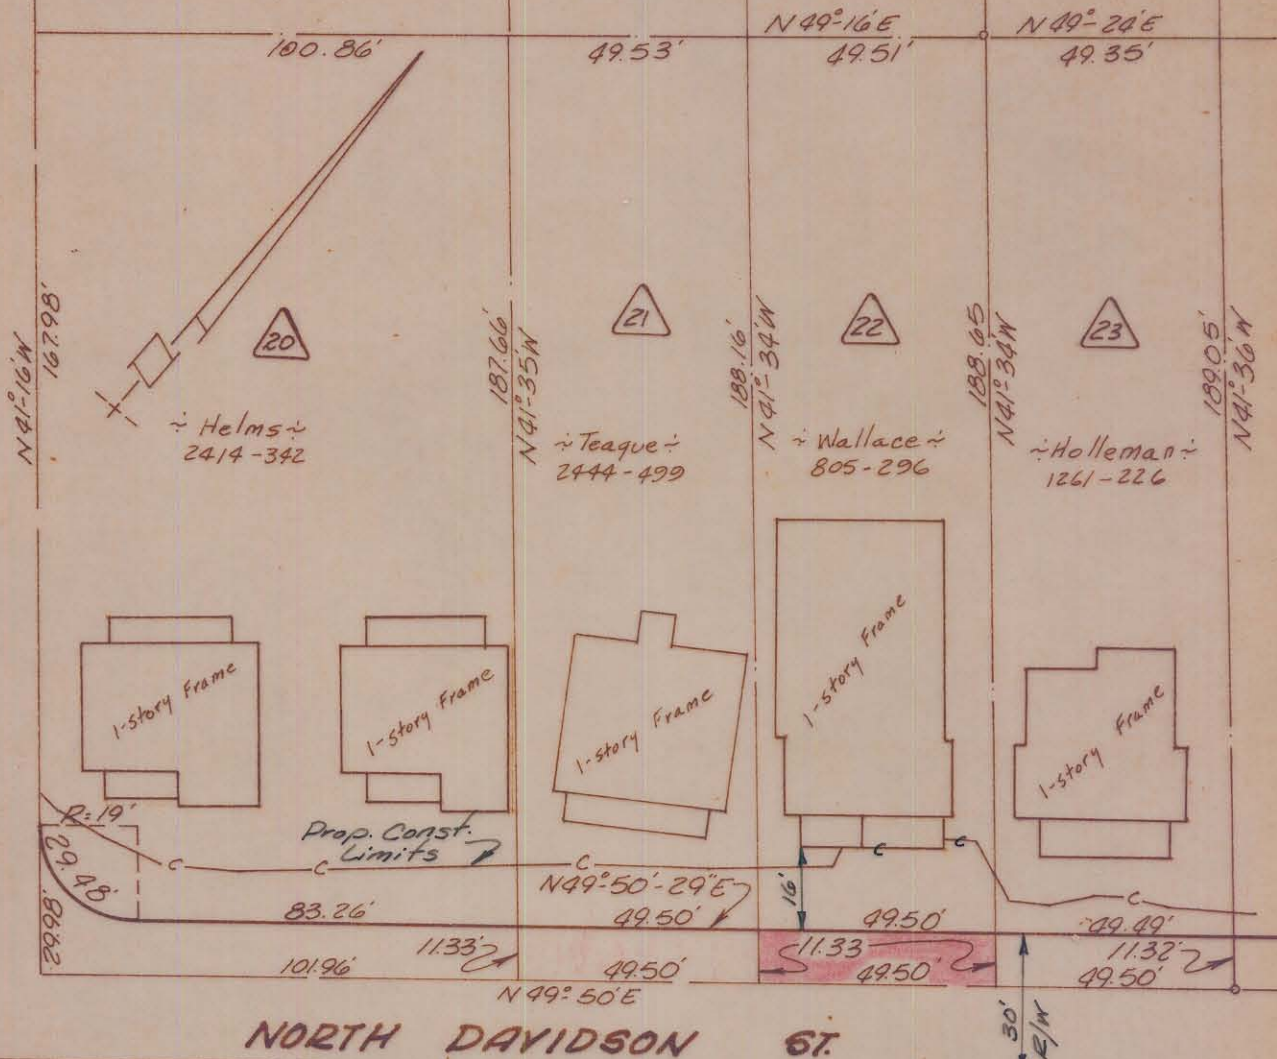 N49°-16'E
N49°-24'E
100.86'
49.53'
49.51'
49.35'
N41°-16'W
167.98'
20
187.66'
N41°-35'W
21
188.16'
N41°-34'W
22
188.65
N41°-34'W
23
189.05'
N41°-36'W
~Helms~
2414-342
~Teague~
2444-499
~Wallace~
805-296
~Holleman~
1261-226
1-story Frame
1-story Frame
1-story Frame
1-story Frame
1-story Frame
R=19'
29.48'
29.98'
Prop. Const.
Limits
C
C
C
C
C
C
N49°-50'-29"E
16'
83.26'
49.50'
49.50'
49.49'
11.33'
11.33
11.32'
101.96
49.50'
49.50'
49.50'
N49°-50'E
30'
R/W
NORTH DAVIDSON ST.